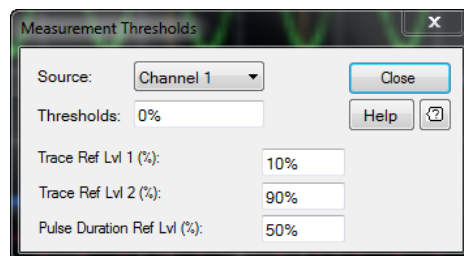 Measurement Thresholds x
Source: Channel 1 Close
Thresholds: 0% Help ?
Trace Ref Lvl 1 (%): 10%
Trace Ref Lvl 2 (%): 90%
Pulse Duration Ref Lvl (%): 50%